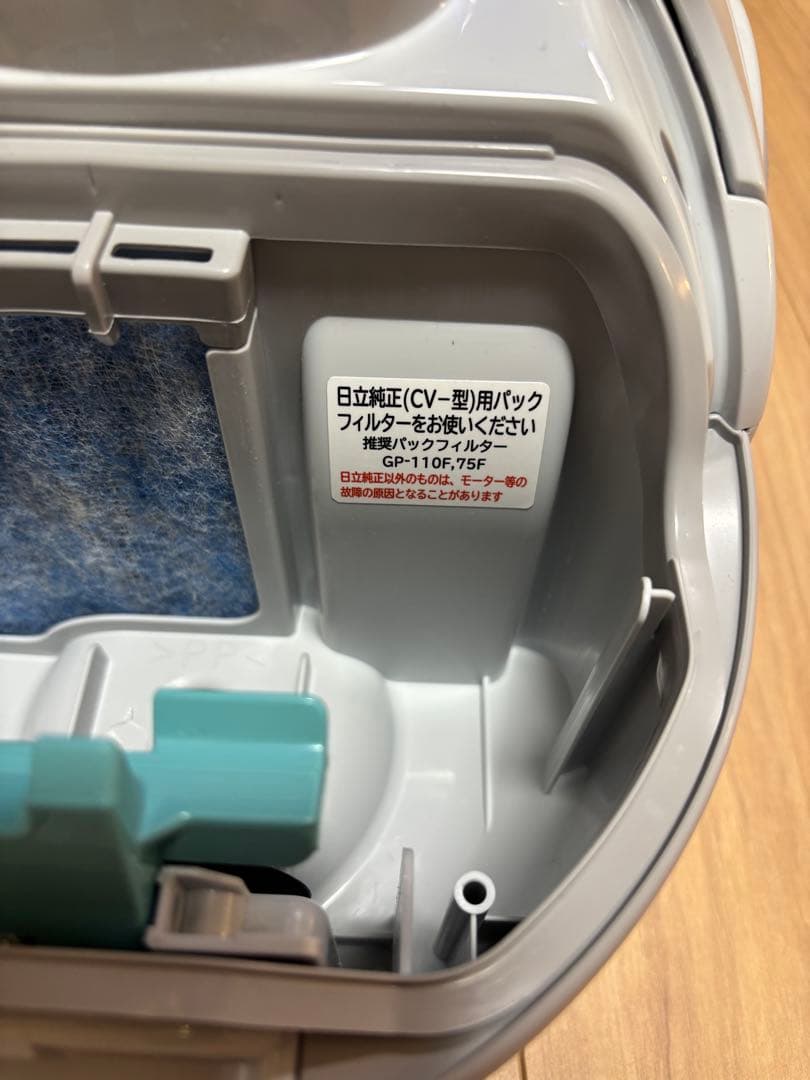 日立純正(CV-型)用パック
フィルターをお使いください
推奨パックフィルター
GP-110F,75F
日立純正以外のものは、モーター等の
故障の原因となることがあります
>PP<